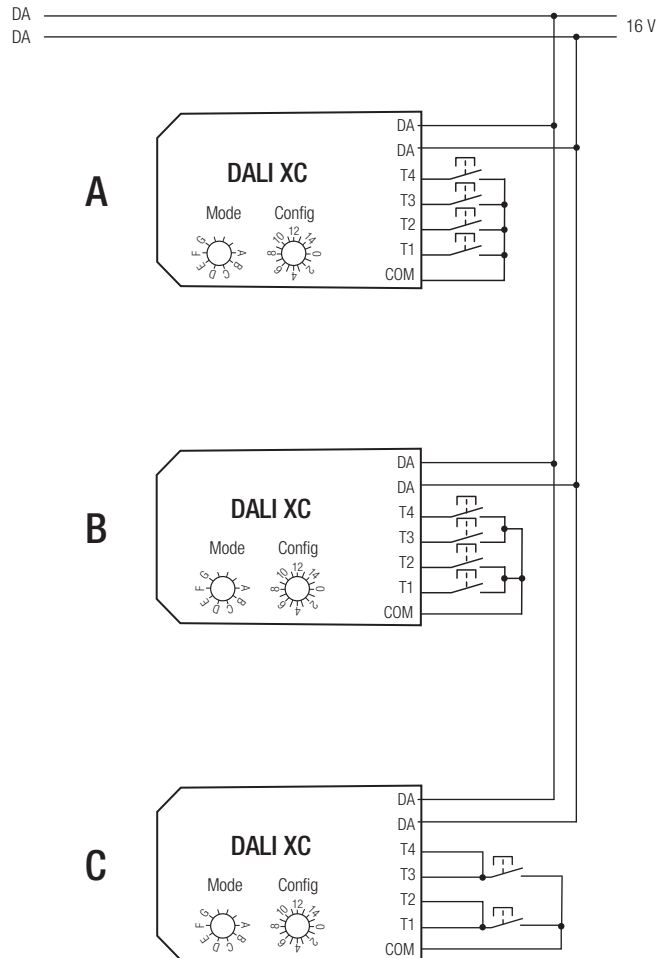 DA
DA
16 V
A
DALI XC
Mode Config
A B C D E F G
0 2 4 6 8 10 12 14
DA
DA
T4
T3
T2
T1
COM
B
DALI XC
Mode Config
A B C D E F G
0 2 4 6 8 10 12 14
DA
DA
T4
T3
T2
T1
COM
C
DALI XC
Mode Config
A B C D E F G
0 2 4 6 8 10 12 14
DA
DA
T4
T3
T2
T1
COM